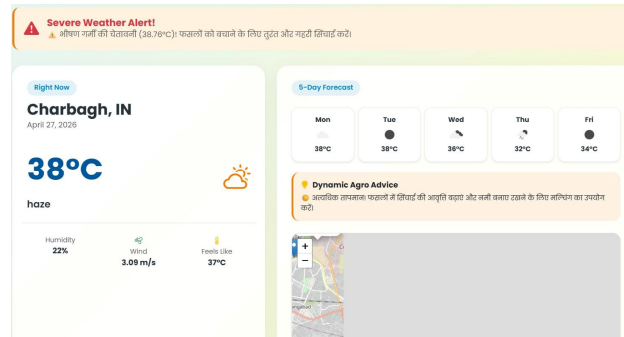 Severe Weather Alert!
⚠️ भीषण गर्मी की चेतावनी (38.76°C)! फसलों को बचाने के लिए तुरंत और गहरी सिंचाई करें।
Right Now
Charbagh, IN
April 27, 2026
38°C
haze
Humidity
22%
Wind
3.09 m/s
Feels Like
37°C
5-Day Forecast
Mon
38°C
Tue
38°C
Wed
36°C
Thu
32°C
Fri
34°C
Dynamic Agro Advice
अत्यधिक तापमान! फसलों में सिंचाई की आवृत्ति बढ़ाएं और नमी बनाए रखने के लिए मल्चिंग का उपयोग
करें।
+
−